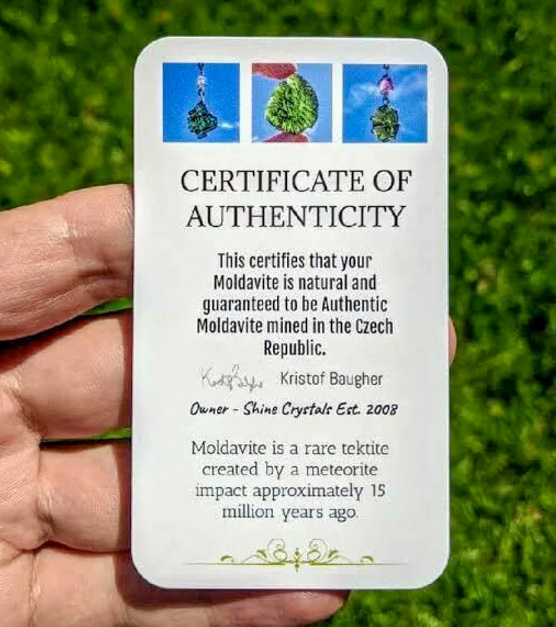 CERTIFICATE OF
AUTHENTICITY
This certifies that your
Moldavite is natural and
guaranteed to be Authentic
Moldavite mined in the Czech
Republic.
Kristof Baugher
Owner - Shine Crystals Est. 2008
Moldavite is a rare tektite
created by a meteorite
impact approximately 15
million years ago.